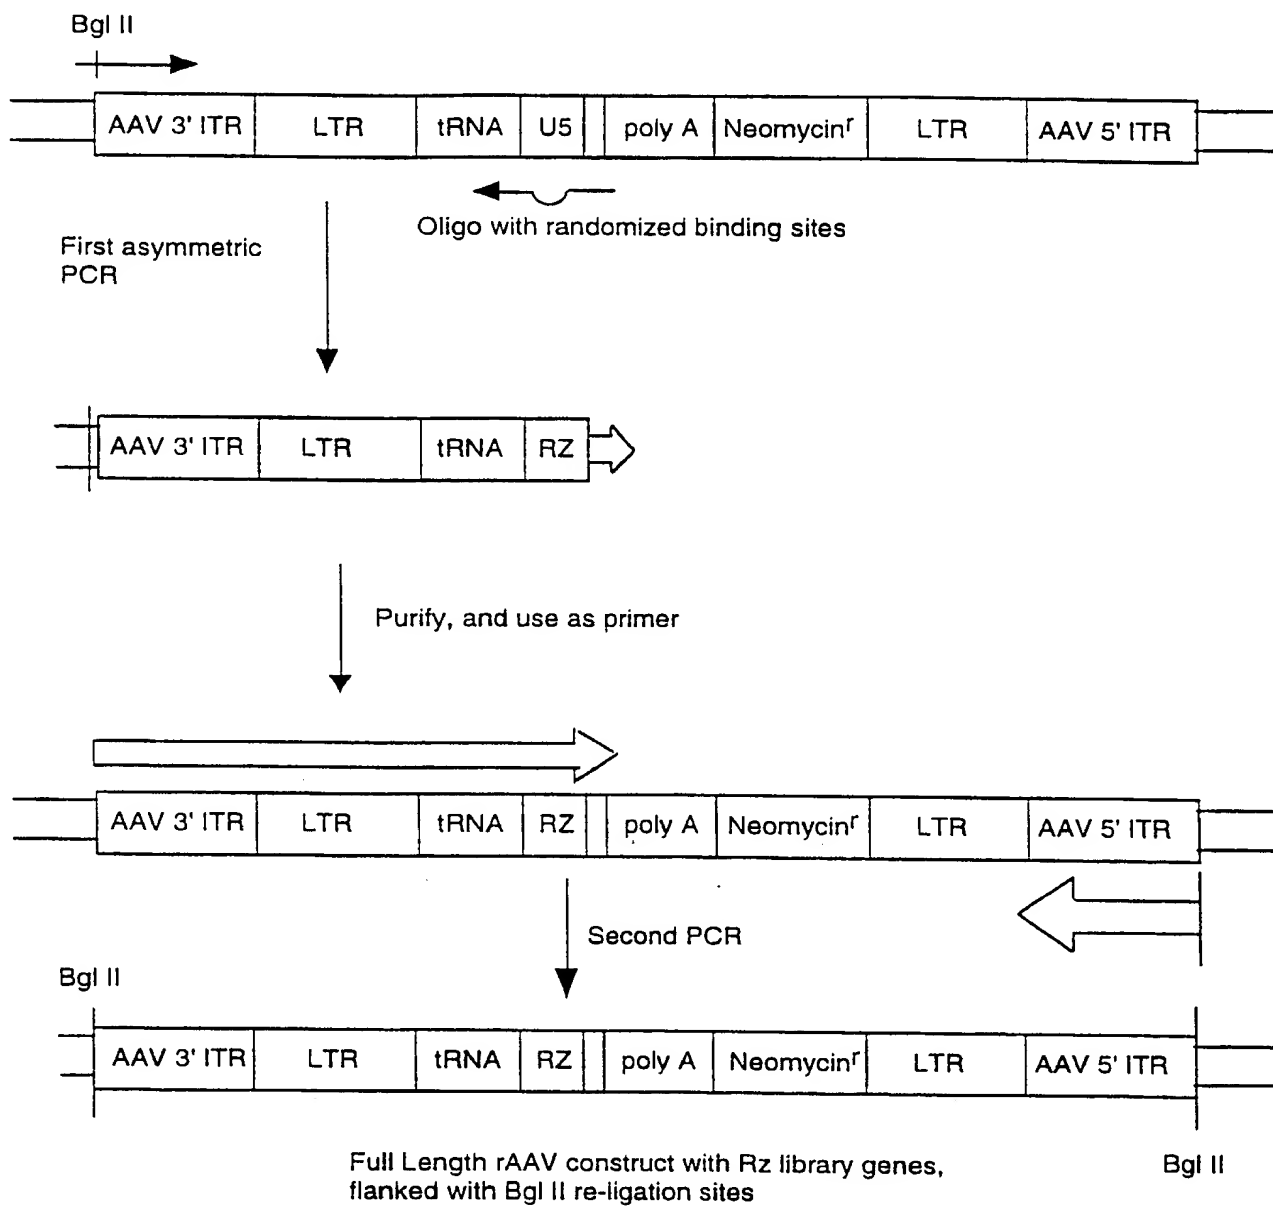 Bgl II
AAV 3' ITR LTR tRNA U5 poly A Neomycinʳ LTR AAV 5' ITR
Oligo with randomized binding sites
First asymmetric
PCR
AAV 3' ITR LTR tRNA RZ
Purify, and use as primer
AAV 3' ITR LTR tRNA RZ poly A Neomycinʳ LTR AAV 5' ITR
Second PCR
Bgl II
AAV 3' ITR LTR tRNA RZ poly A Neomycinʳ LTR AAV 5' ITR
Full Length rAAV construct with Rz library genes,
flanked with Bgl II re-ligation sites
Bgl II